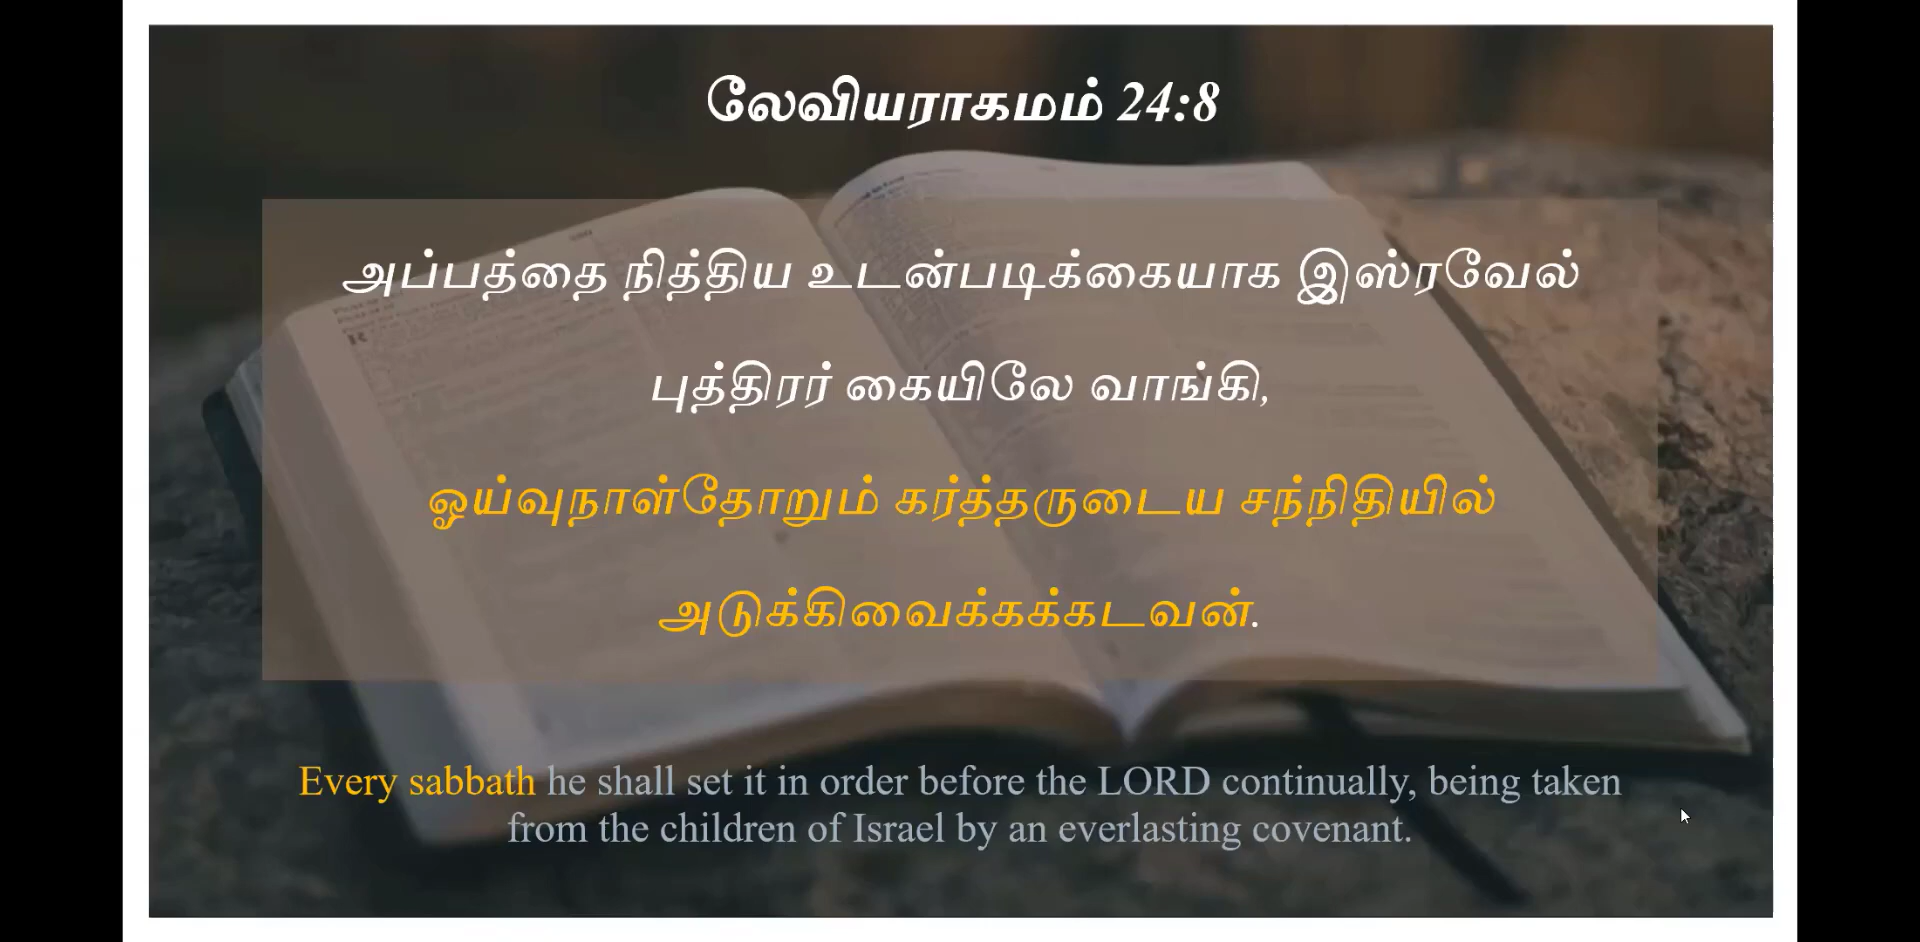 லேவியராகமம் 24:8
அப்பத்தை நித்திய உடன்படிக்கையாக இஸ்ரவேல்
புத்திரர் கையிலே வாங்கி,
ஓய்வுநாள்தோறும் கர்த்தருடைய சந்நிதியில்
அடுக்கிவைக்கக்கடவன்.
Every sabbath he shall set it in order before the LORD continually, being taken
from the children of Israel by an everlasting covenant.